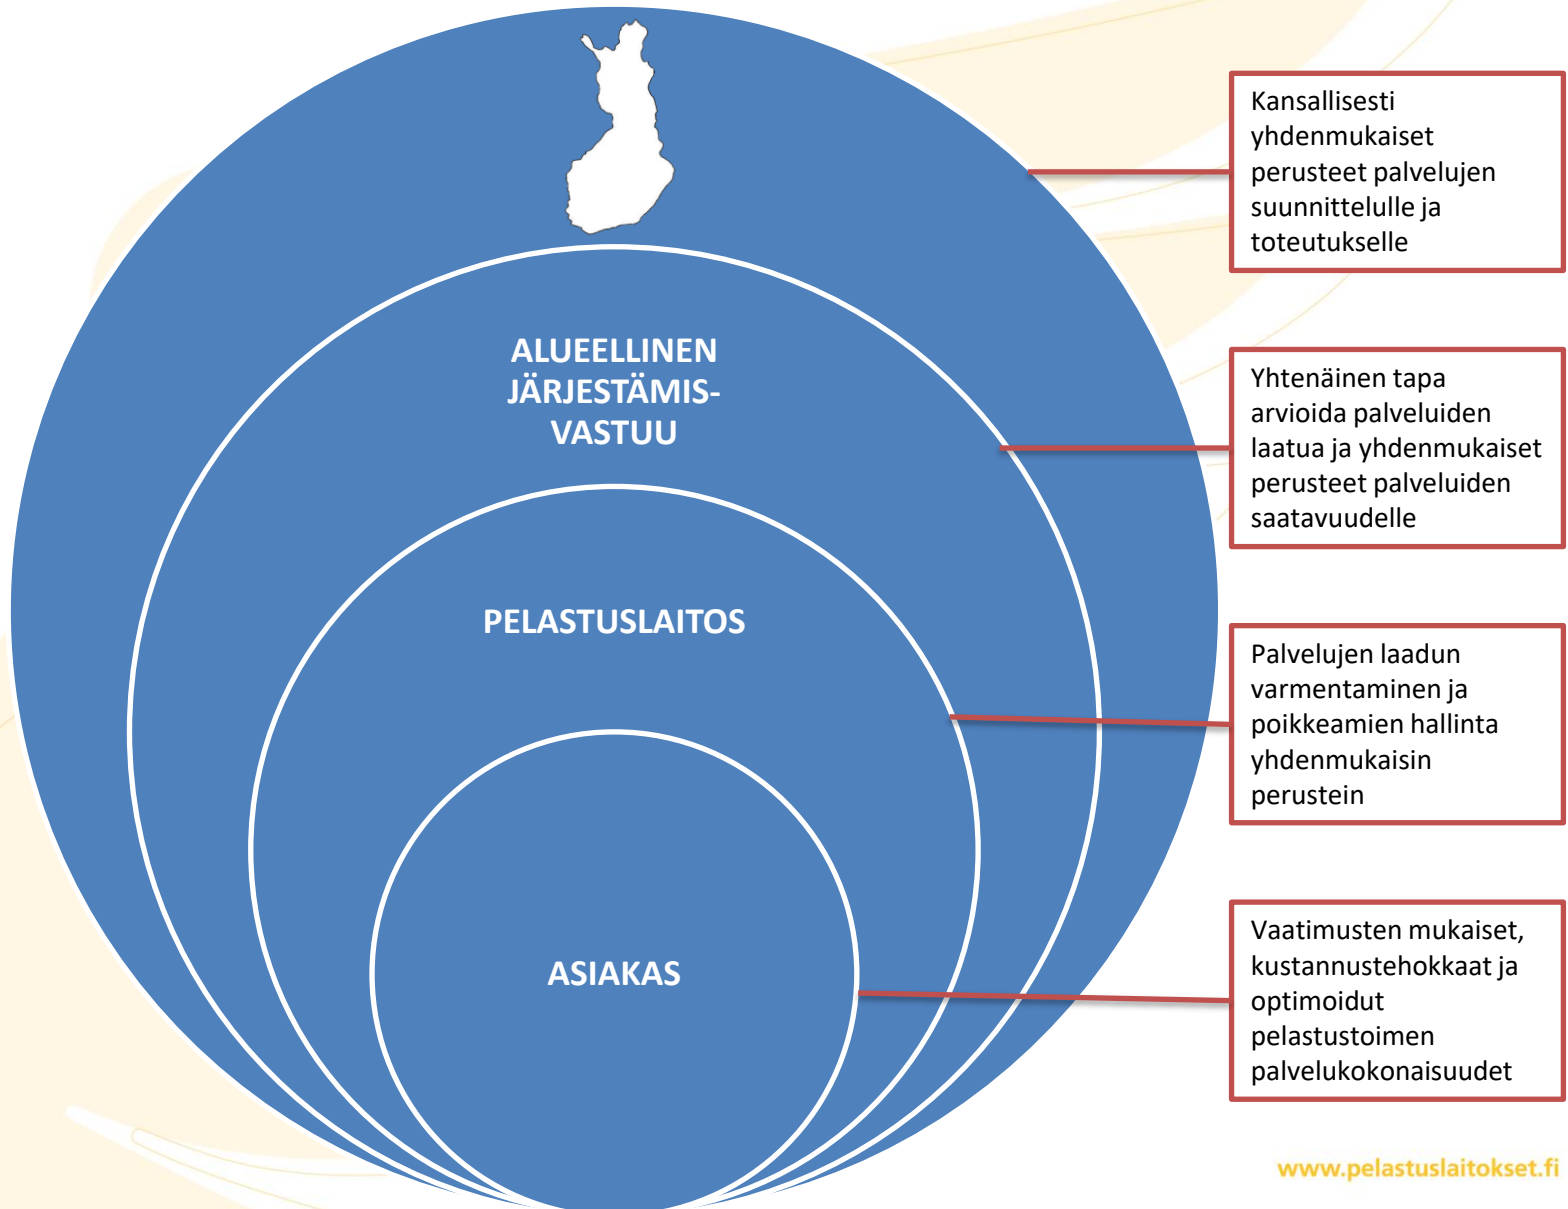 Kansallisesti
yhdenmukaiset
perusteet palvelujen
suunnittelulle ja
toteutukselle
ALUEELLINEN
JÄRJESTÄMIS-
VASTUU
Yhtenäinen tapa
arvioida palveluiden
laatua ja yhdenmukaiset
perusteet palveluiden
saatavuudelle
PELASTUSLAITOS
Palvelujen laadun
varmentaminen ja
poikkeamien hallinta
yhdenmukaisin
perustein
ASIAKAS
Vaatimusten mukaiset,
kustannustehokkaat ja
optimoidut
pelastustoimen
palvelukokonaisuudet
www.pelastuslaitokset.fi